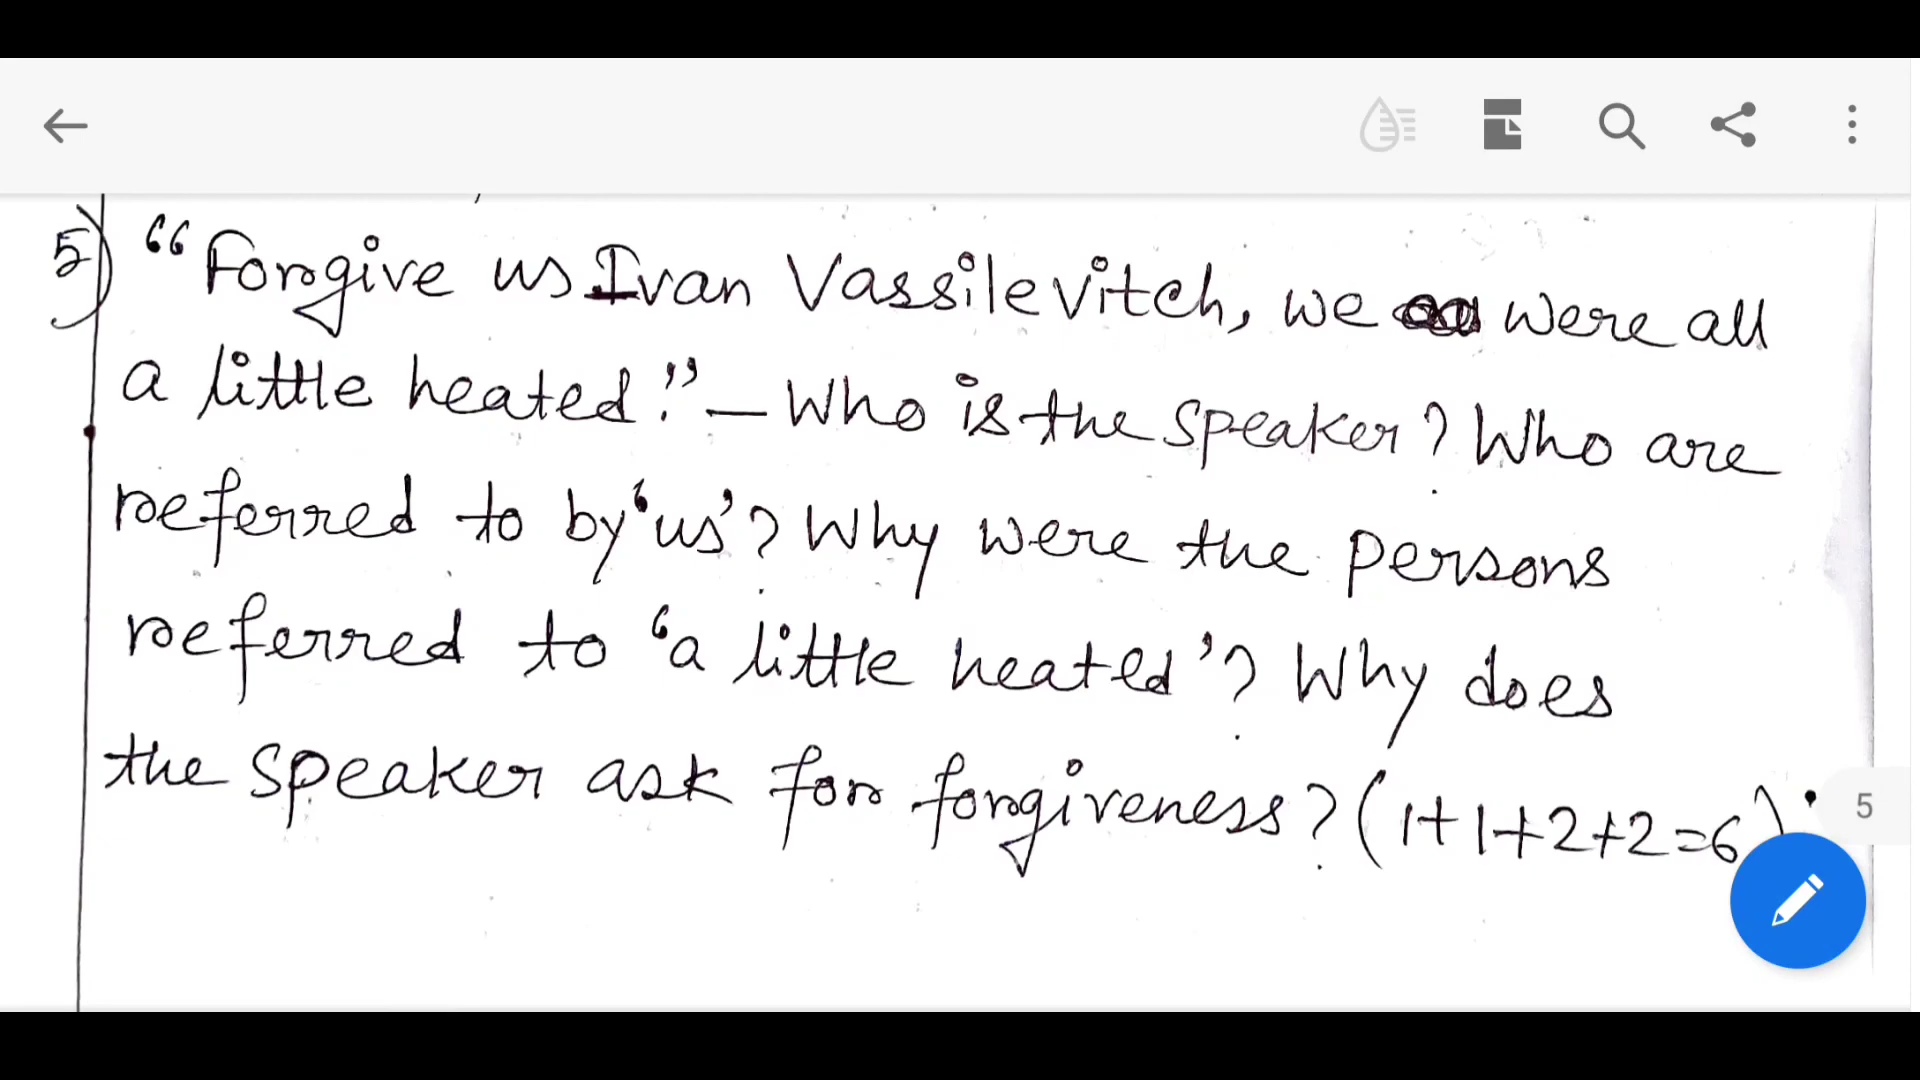 5) “Forgive us Ivan Vassilevitch, we were all
a little heated!” – Who is the speaker? Who are
referred to by ‘us’? Why were the persons
referred to ‘a little heated’? Why does
the speaker ask for forgiveness? (1+1+2+2=6)
5